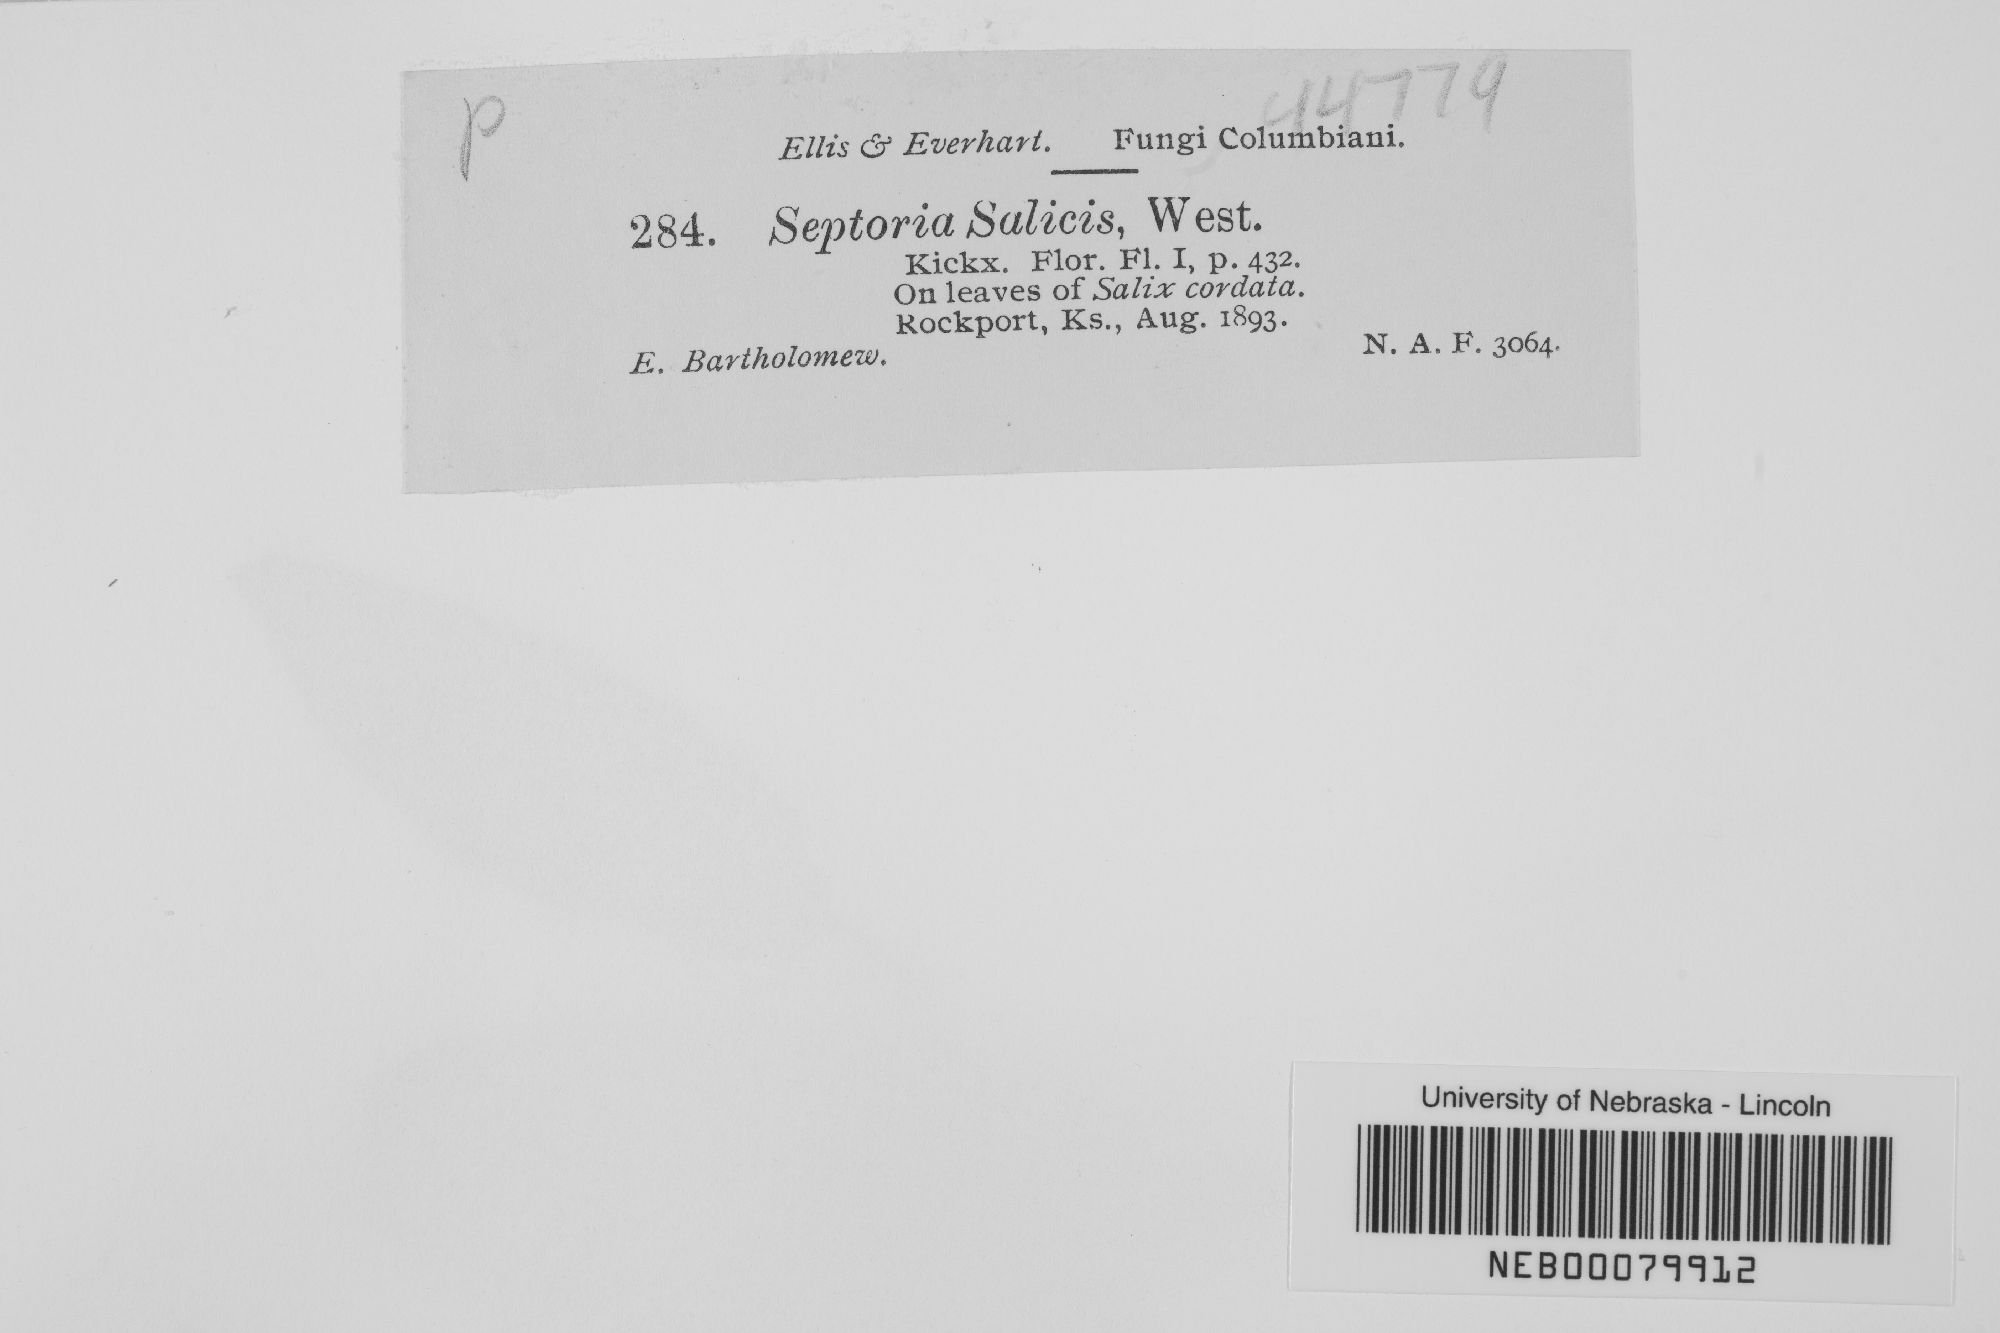 p
44779
Ellis & Everhart. Fungi Columbiani.
284. Septoria Salicis, West.
Kickx. Flor. Fl. I, p. 432.
On leaves of Salix cordata.
Rockport, Ks., Aug. 1893.
E. Bartholomew. N. A. F. 3064.
University of Nebraska - Lincoln
NEB00079912